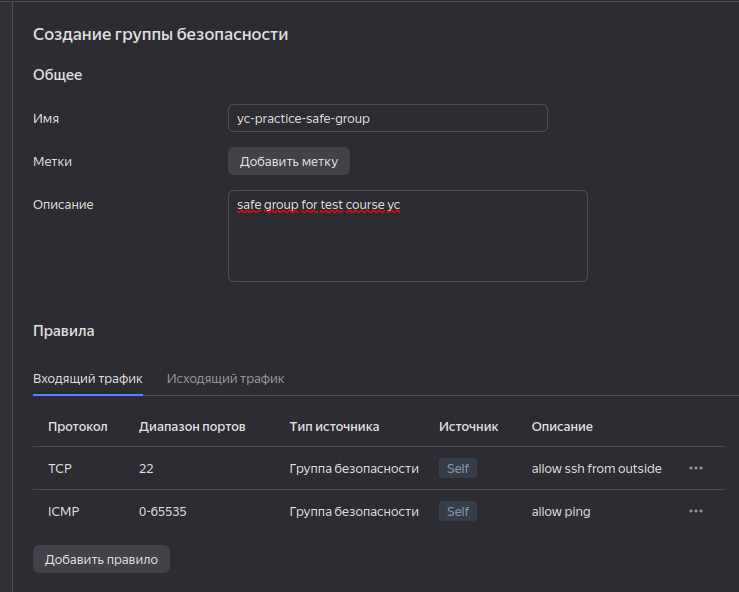 Создание группы безопасности
Общее
Имя yc-practice-safe-group
Метки Добавить метку
Описание safe group for test course yc
Правила
Входящий трафик Исходящий трафик
Протокол Диапазон портов Тип источника Источник Описание
TCP 22 Группа безопасности Self allow ssh from outside
ICMP 0-65535 Группа безопасности Self allow ping
Добавить правило